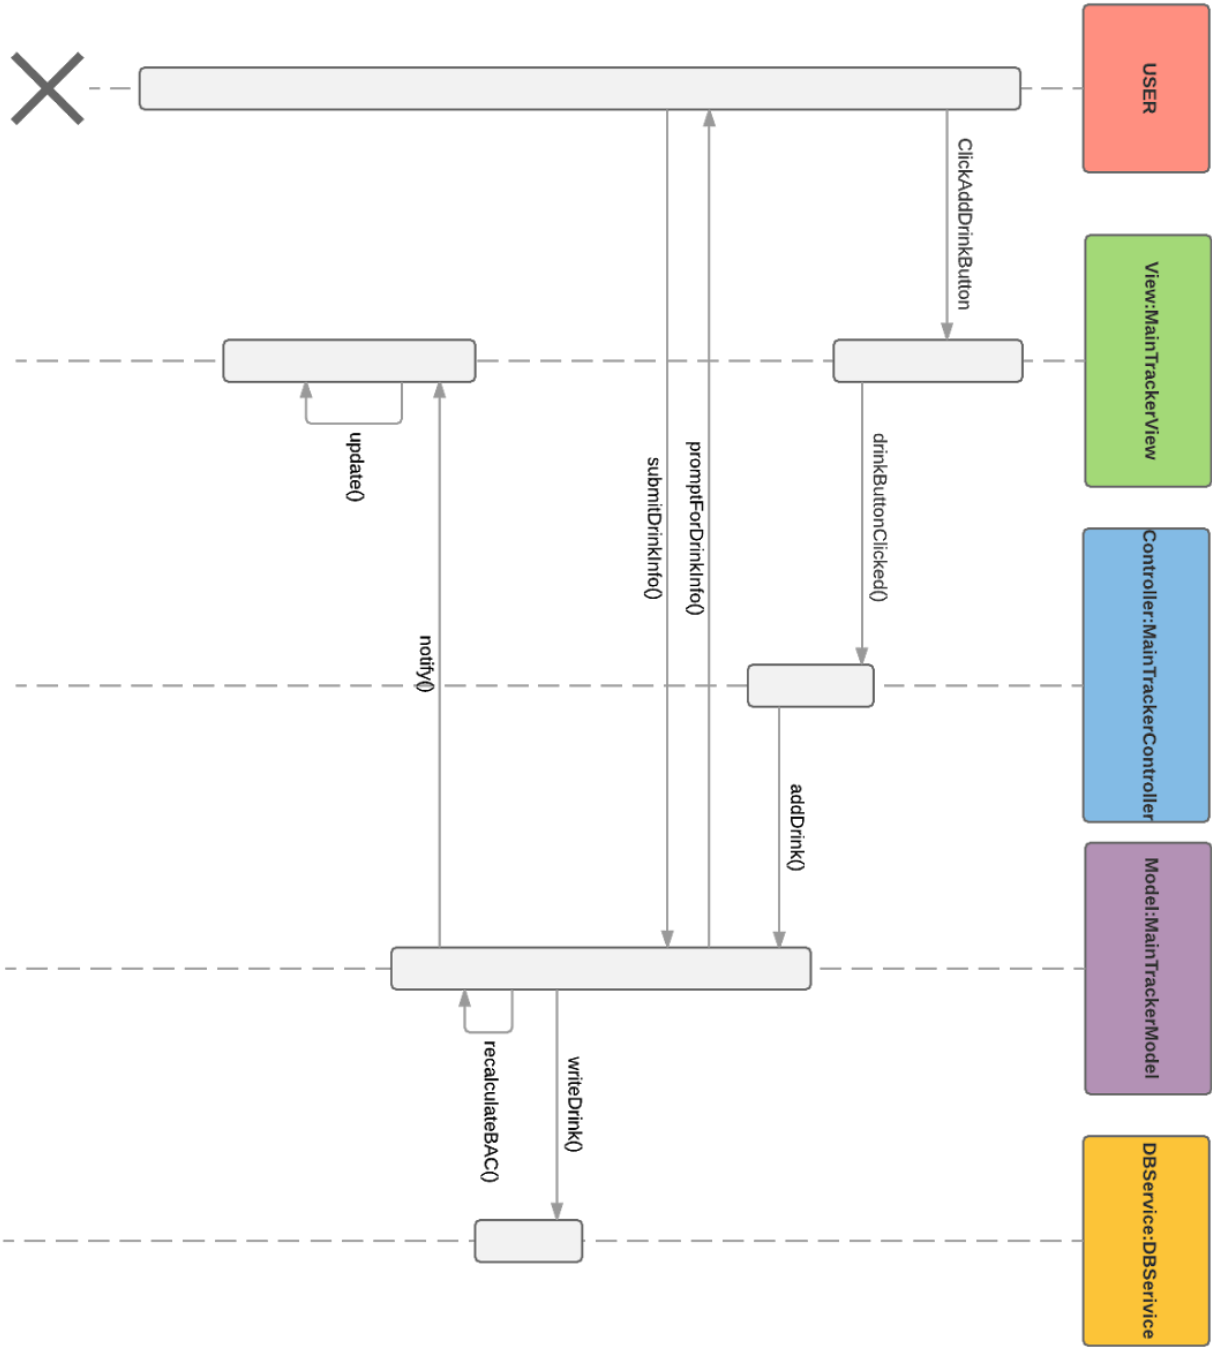 USER
View:MainTrackerView
Controller:MainTrackerController
Model:MainTrackerModel
DBService:DBSerivice
ClickAddDrinkButton
drinkButtonClicked()
addDrink()
promptForDrinkInfo()
submitDrinkInfo()
writeDrink()
recalculateBAC()
notify()
update()